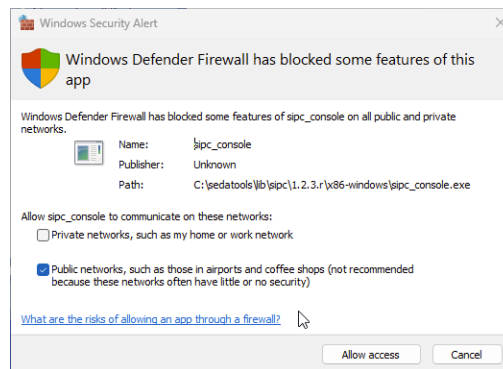 Windows Security Alert
Windows Defender Firewall has blocked some features of this
app
Windows Defender Firewall has blocked some features of sipc_console on all public and private
networks.
Name: sipc_console
Publisher: Unknown
Path: C:\sedatools\lib\sipc\1.2.3.r\x86-windows\sipc_console.exe
Allow sipc_console to communicate on these networks:
Private networks, such as my home or work network
Public networks, such as those in airports and coffee shops (not recommended
because these networks often have little or no security)
What are the risks of allowing an app through a firewall?
Allow access Cancel